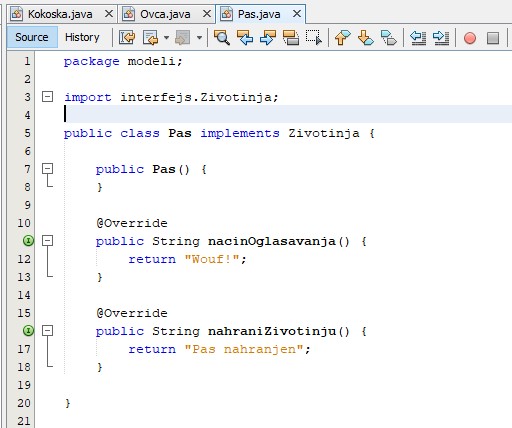 Kokoska.java Ovca.java Pas.java
Source History
1 package modeli;
2
3 import interfejs.Zivotinja;
4
5 public class Pas implements Zivotinja {
6
7 public Pas() {
8 }
9
10 @Override
public String nacinOglasavanja() {
12 return "Wouf!";
13 }
14
15 @Override
public String nahraniZivotinju() {
17 return "Pas nahranjen";
18 }
19
20 }
21